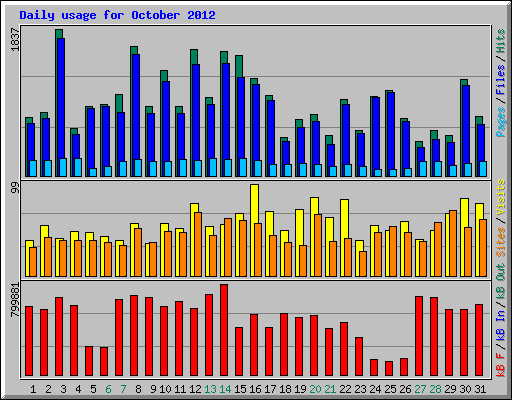 Daily usage for October 2012
1837
Pages / Files / Hits
99
Sites / Visits
799881
kB F / kB In / kB Out
1 2 3 4 5 6 7 8 9 10 11 12 13 14 15 16 17 18 19 20 21 22 23 24 25 26 27 28 29 30 31